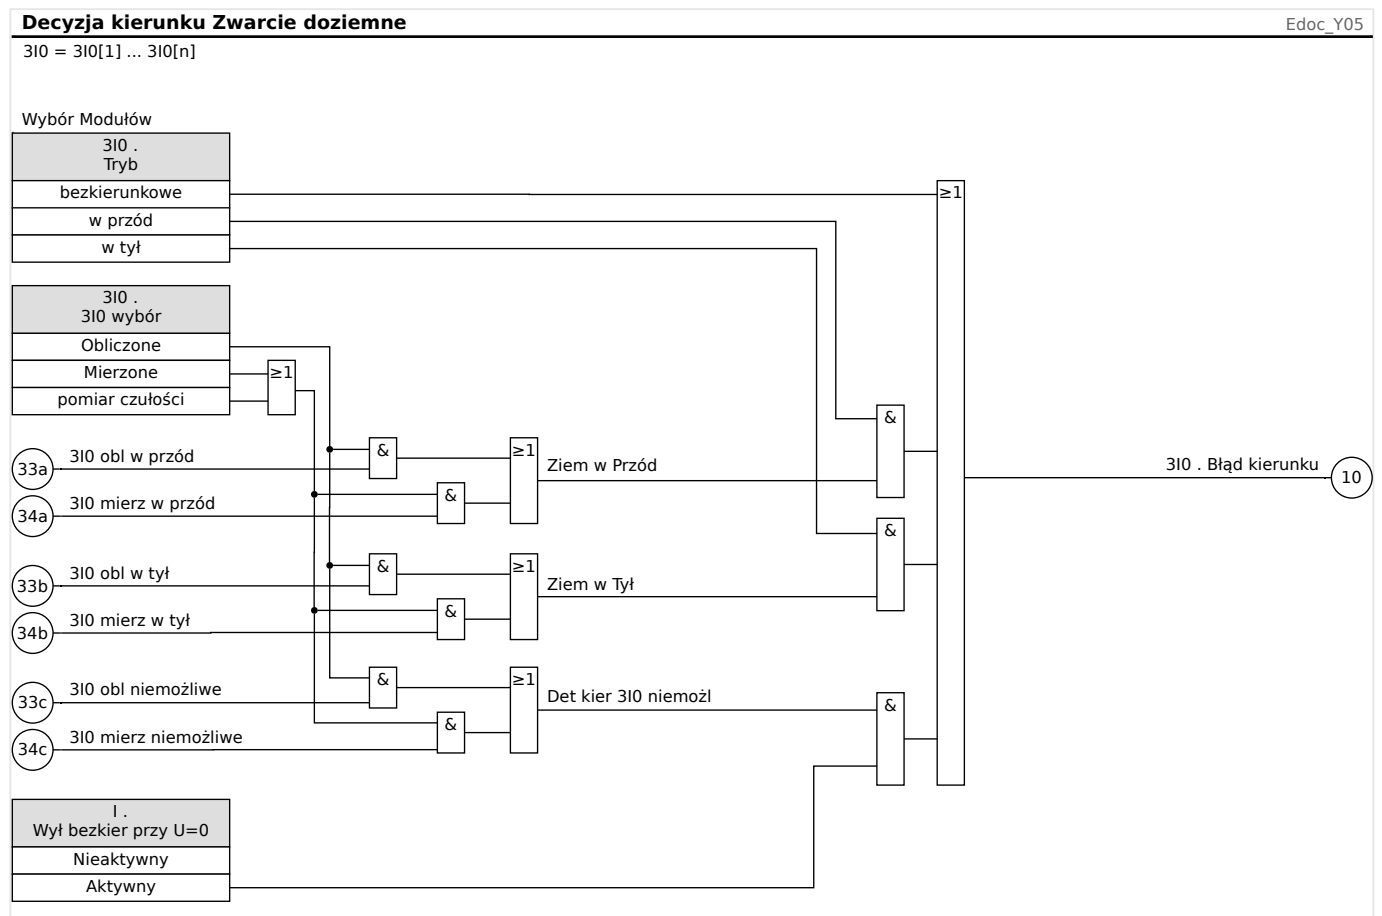 Decyzja kierunku Zwarcie doziemne
Edoc_Y05
3I0 = 3I0[1] ... 3I0[n]
Wybór Modułów
3I0 .
Tryb
bezkierunkowe
w przód
w tył
≥1
3I0 .
3I0 wybór
Obliczone
Mierzone
pomiar czułości
≥1
&
33a
3I0 obl w przód
&
≥1
Ziem w Przód
3I0 . Błąd kierunku
10
34a
3I0 mierz w przód
&
&
33b
3I0 obl w tył
&
≥1
Ziem w Tył
34b
3I0 mierz w tył
&
33c
3I0 obl niemożliwe
&
≥1
Det kier 3I0 niemożl
&
34c
3I0 mierz niemożliwe
&
I .
Wył bezkier przy U=0
Nieaktywny
Aktywny